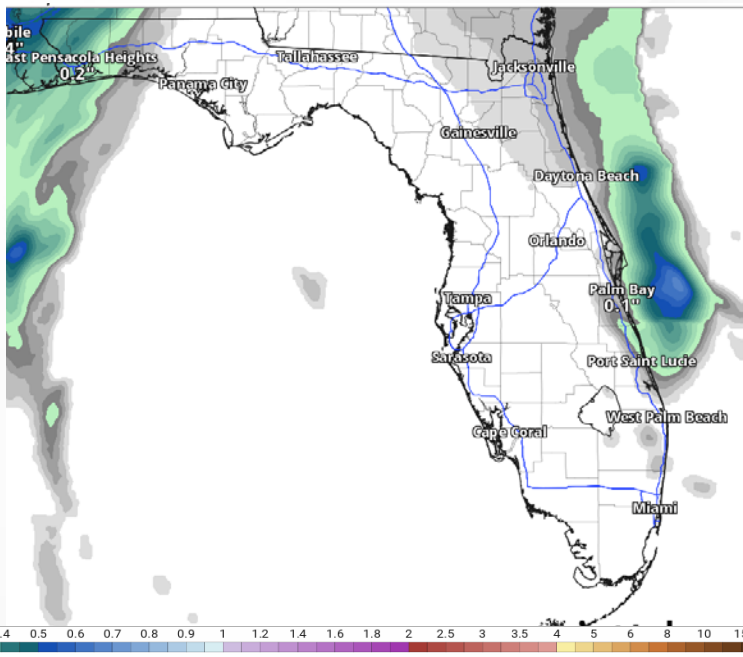 bile
4"
ast Pensacola Heights
0.2"
Tallahassee
Panama City
Jacksonville
Gainesville
Daytona Beach
Orlando
Palm Bay
0.1"
Tampa
Sarasota
Port Saint Lucie
West Palm Beach
Cape Coral
Miami
.4 0.5 0.6 0.7 0.8 0.9 1 1.2 1.4 1.6 1.8 2 2.5 3 3.5 4 5 6 8 10 15